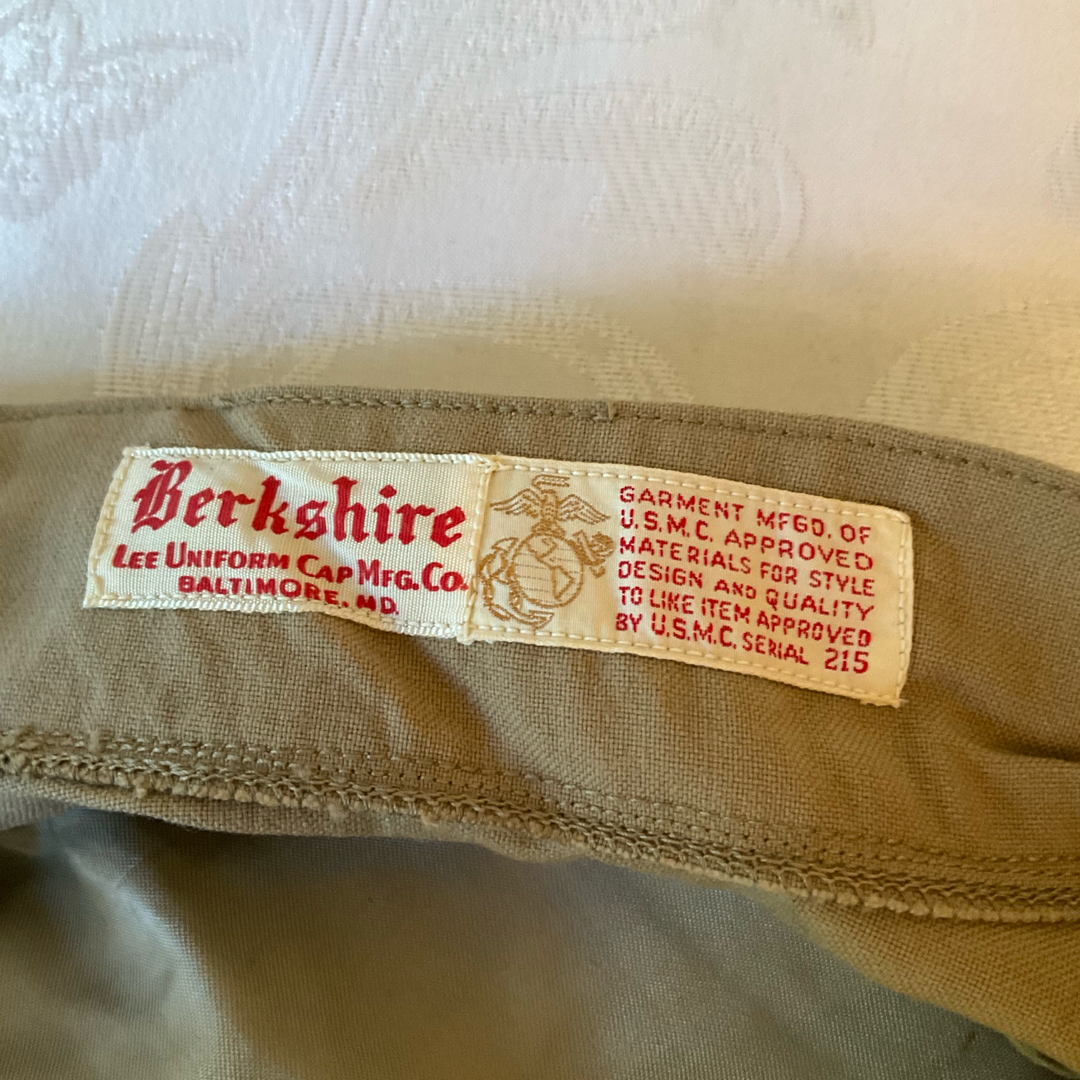 Berkshire
LEE UNIFORM CAP MFG. CO.
BALTIMORE, MD.
GARMENT MFGD. OF
U.S.M.C. APPROVED
MATERIALS FOR STYLE
DESIGN AND QUALITY
TO LIKE ITEM APPROVED
BY U.S.M.C. SERIAL 215